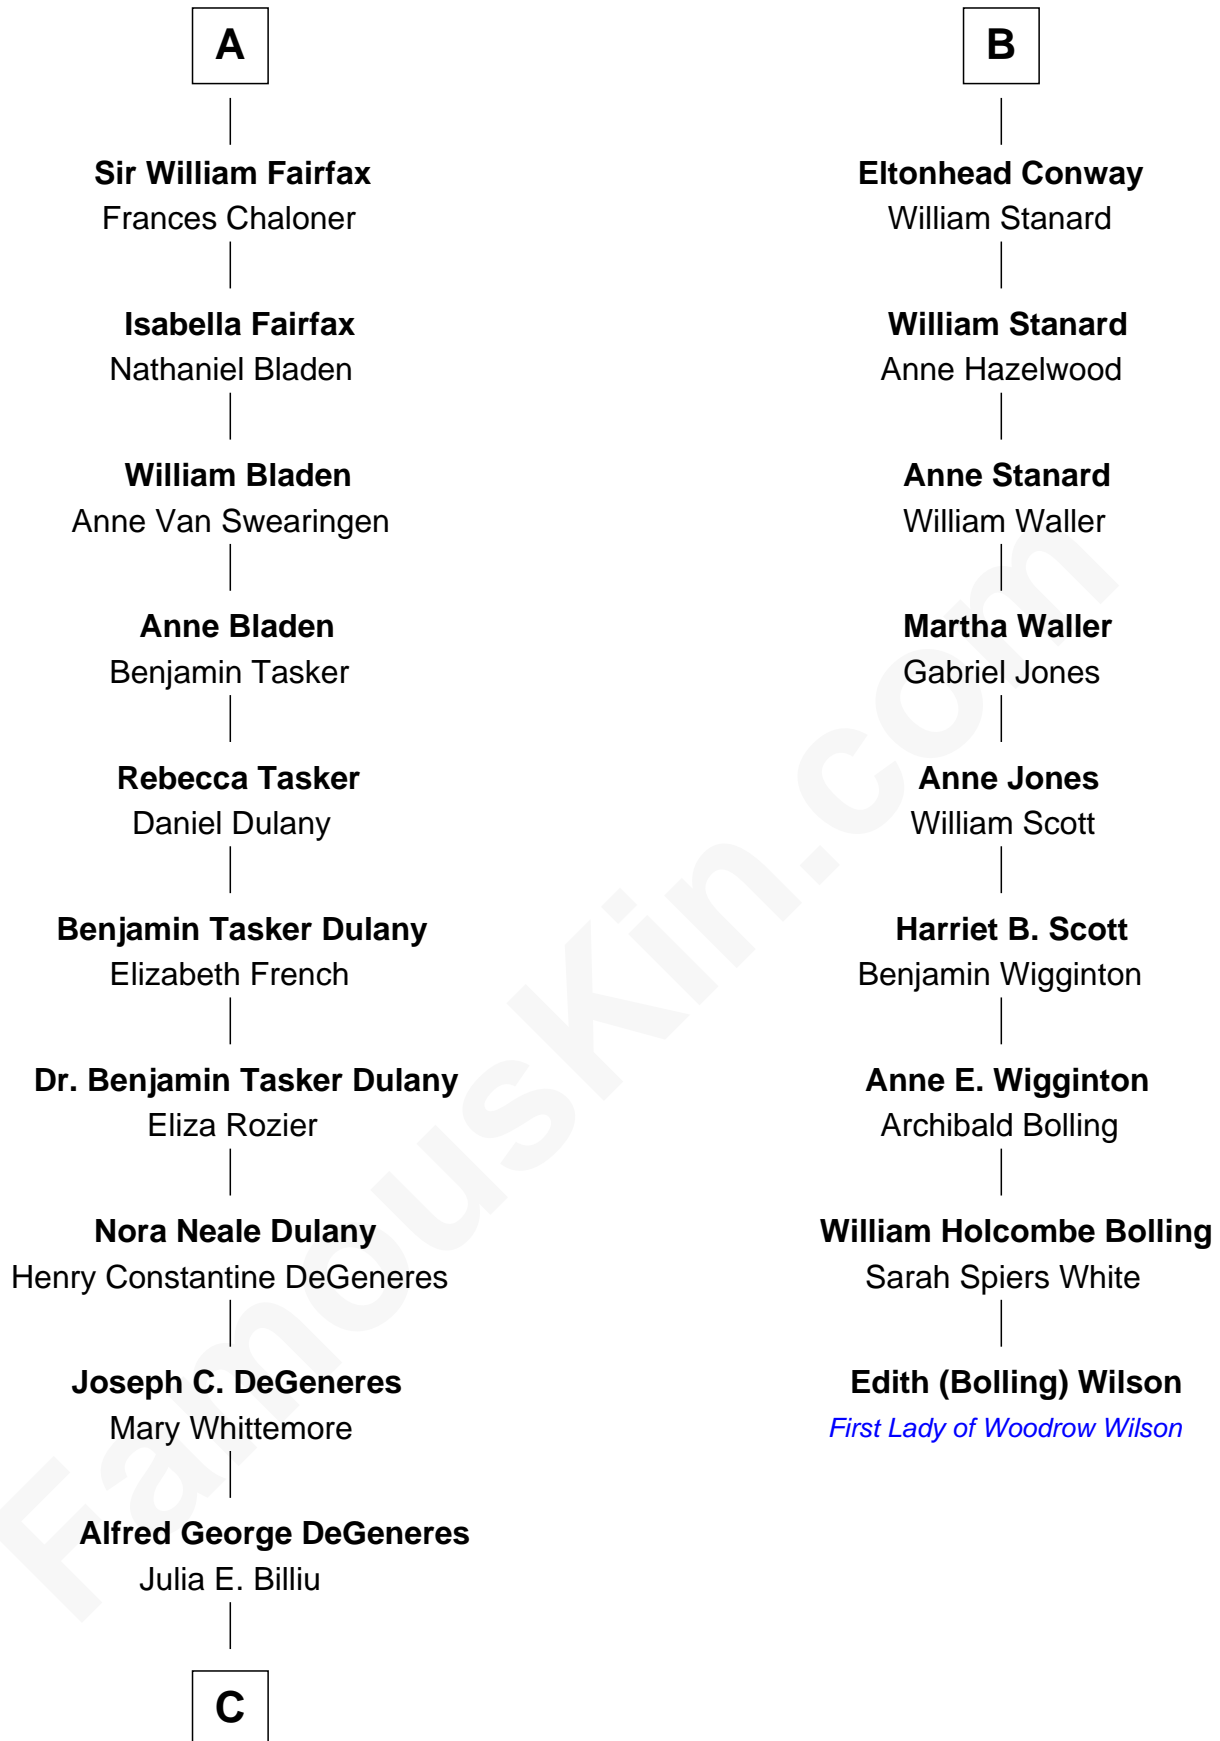 A
Sir William Fairfax
Frances Chaloner
Isabella Fairfax
Nathaniel Bladen
William Bladen
Anne Van Swearingen
Anne Bladen
Benjamin Tasker
Rebecca Tasker
Daniel Dulany
Benjamin Tasker Dulany
Elizabeth French
Dr. Benjamin Tasker Dulany
Eliza Rozier
Nora Neale Dulany
Henry Constantine DeGeneres
Joseph C. DeGeneres
Mary Whittemore
Alfred George DeGeneres
Julia E. Billiu
C
B
Eltonhead Conway
William Stanard
William Stanard
Anne Hazelwood
Anne Stanard
William Waller
Martha Waller
Gabriel Jones
Anne Jones
William Scott
Harriet B. Scott
Benjamin Wigginton
Anne E. Wigginton
Archibald Bolling
William Holcombe Bolling
Sarah Spiers White
Edith (Bolling) Wilson
First Lady of Woodrow Wilson
FamousKin.com